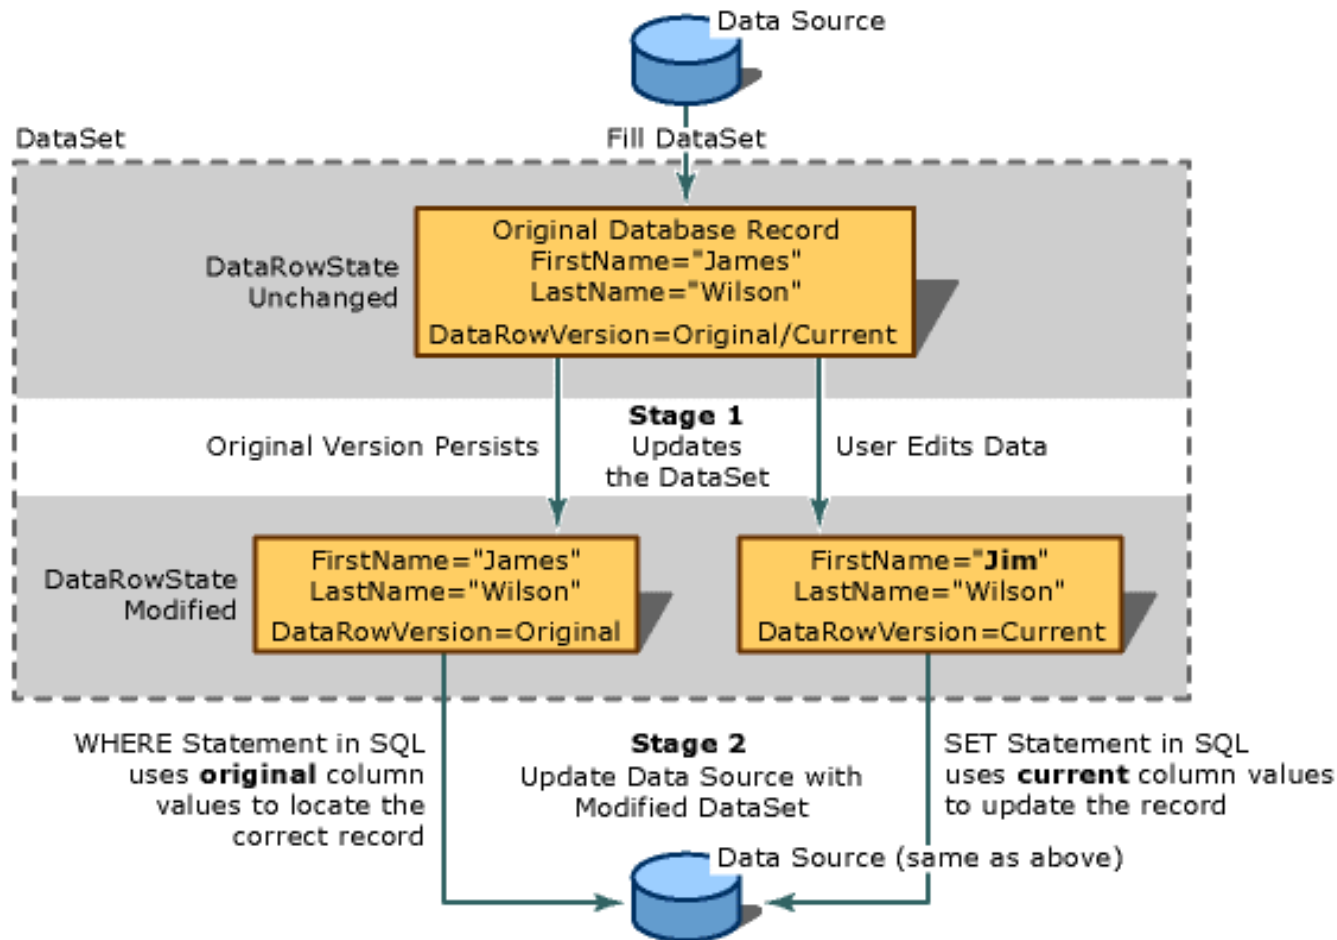 Data Source
DataSet
Fill DataSet
Original Database Record
FirstName="James"
LastName="Wilson"
DataRowVersion=Original/Current
DataRowState
Unchanged
Original Version Persists
Stage 1
Updates
the DataSet
User Edits Data
DataRowState
Modified
FirstName="James"
LastName="Wilson"
DataRowVersion=Original
FirstName="Jim"
LastName="Wilson"
DataRowVersion=Current
WHERE Statement in SQL
uses original column
values to locate the
correct record
Stage 2
Update Data Source with
Modified DataSet
SET Statement in SQL
uses current column values
to update the record
Data Source (same as above)